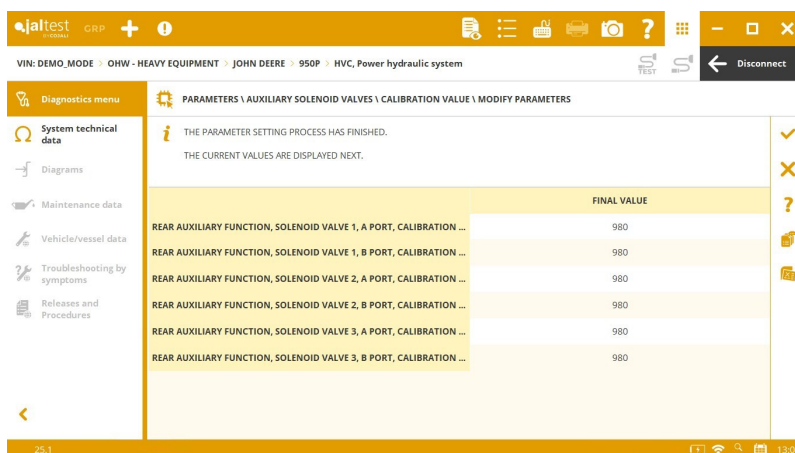 jaltest GRP
BY COJALI
VIN: DEMO_MODE > OHW - HEAVY EQUIPMENT > JOHN DEERE > 950P > HVC, Power hydraulic system
TEST
Disconnect
Diagnostics menu
PARAMETERS \ AUXILIARY SOLENOID VALVES \ CALIBRATION VALUE \ MODIFY PARAMETERS
System technical
data
Diagrams
Maintenance data
Vehicle/vessel data
Troubleshooting by
symptoms
Releases and
Procedures
THE PARAMETER SETTING PROCESS HAS FINISHED.
THE CURRENT VALUES ARE DISPLAYED NEXT.
FINAL VALUE
REAR AUXILIARY FUNCTION, SOLENOID VALVE 1, A PORT, CALIBRATION ... 980
REAR AUXILIARY FUNCTION, SOLENOID VALVE 1, B PORT, CALIBRATION ... 980
REAR AUXILIARY FUNCTION, SOLENOID VALVE 2, A PORT, CALIBRATION ... 980
REAR AUXILIARY FUNCTION, SOLENOID VALVE 2, B PORT, CALIBRATION ... 980
REAR AUXILIARY FUNCTION, SOLENOID VALVE 3, A PORT, CALIBRATION ... 980
REAR AUXILIARY FUNCTION, SOLENOID VALVE 3, B PORT, CALIBRATION ... 980
25.1